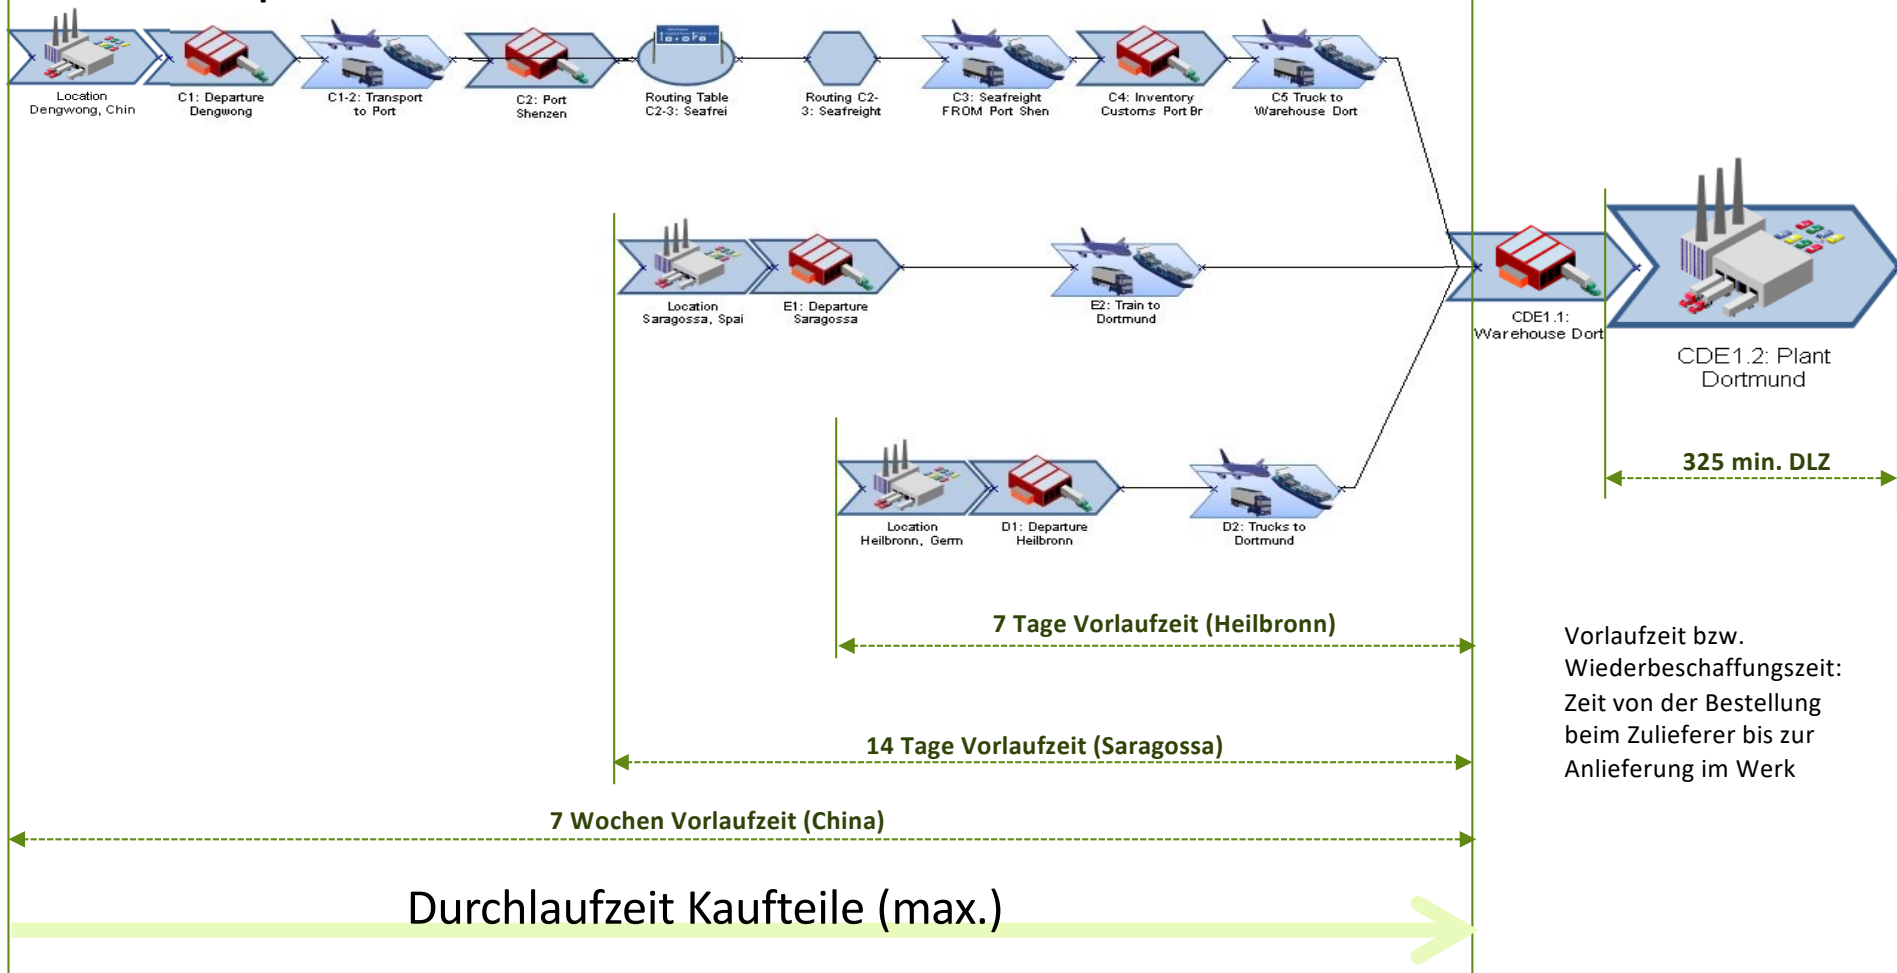 Location
Dengwong, Chin
C1: Departure
Dengwong
C1-2: Transport
to Port
C2: Port
Shenzen
Routing Table
C2-3: Seafrei
Routing C2-
3: Seafreight
C3: Seafreight
FROM Port Shen
C4: Inventory
Customs Port Br
C5 Truck to
Warehouse Dort
Location
Saragossa, Spai
E1: Departure
Saragossa
E2: Train to
Dortmund
CDE1.1:
Warehouse Dort
CDE1.2: Plant
Dortmund
325 min. DLZ
Location
Heilbronn, Germ
D1: Departure
Heilbronn
D2: Trucks to
Dortmund
7 Tage Vorlaufzeit (Heilbronn)
Vorlaufzeit bzw.
Wiederbeschaffungszeit:
Zeit von der Bestellung
beim Zulieferer bis zur
Anlieferung im Werk
14 Tage Vorlaufzeit (Saragossa)
7 Wochen Vorlaufzeit (China)
Durchlaufzeit Kaufteile (max.)